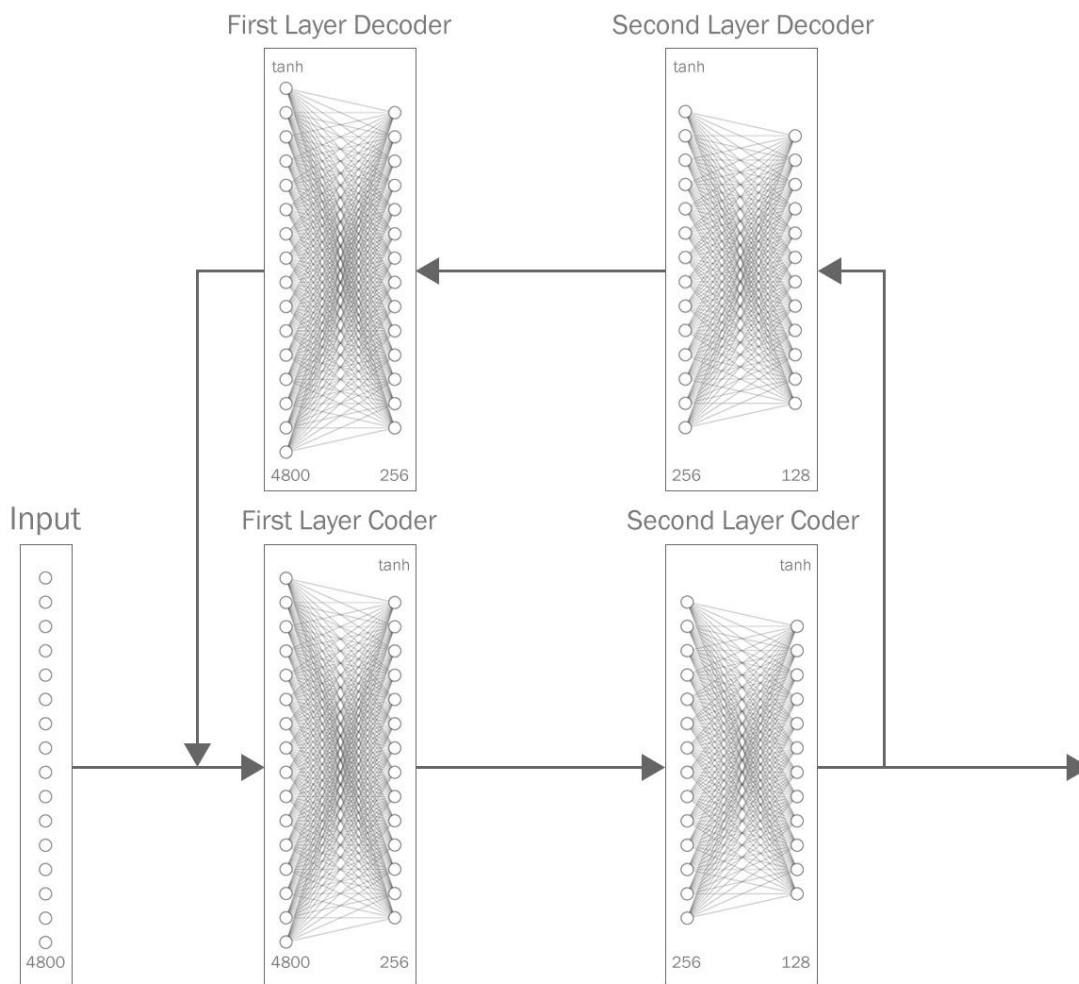 First Layer Decoder
Second Layer Decoder
tanh
tanh
4800 256
256 128
Input
First Layer Coder
Second Layer Coder
tanh
tanh
4800
4800 256
256 128